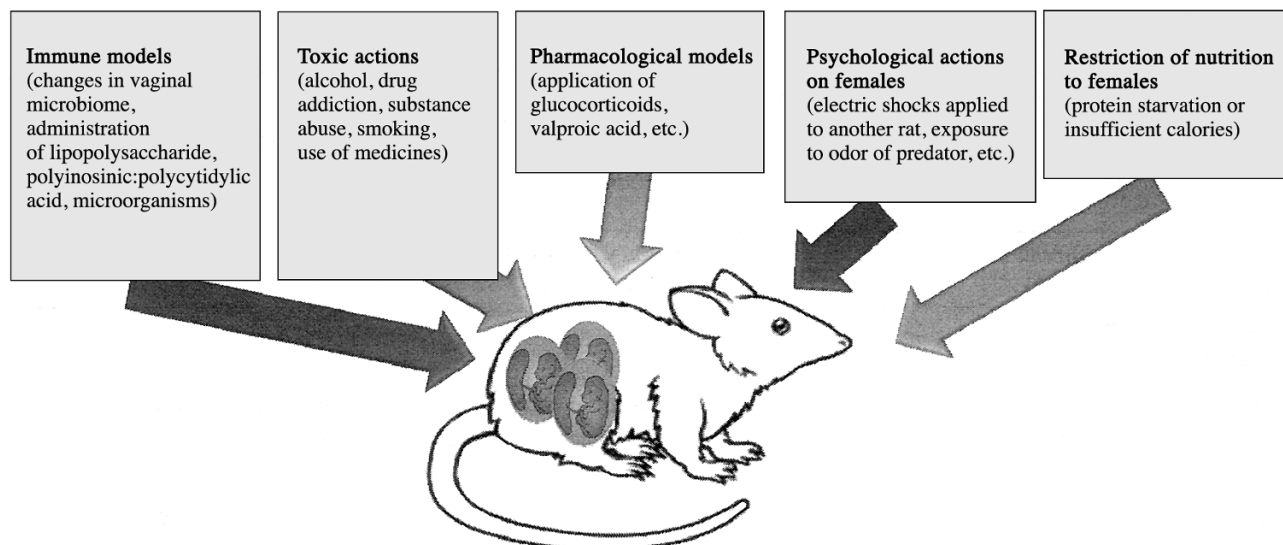 Immune models
(changes in vaginal
microbiome,
administration
of lipopolysaccharide,
polyinosinic:polycytidylic
acid, microorganisms)
Toxic actions
(alcohol, drug
addiction, substance
abuse, smoking,
use of medicines)
Pharmacological models
(application of
glucocorticoids,
valproic acid, etc.)
Psychological actions
on females
(electric shocks applied
to another rat, exposure
to odor of predator, etc.)
Restriction of nutrition
to females
(protein starvation or
insufficient calories)